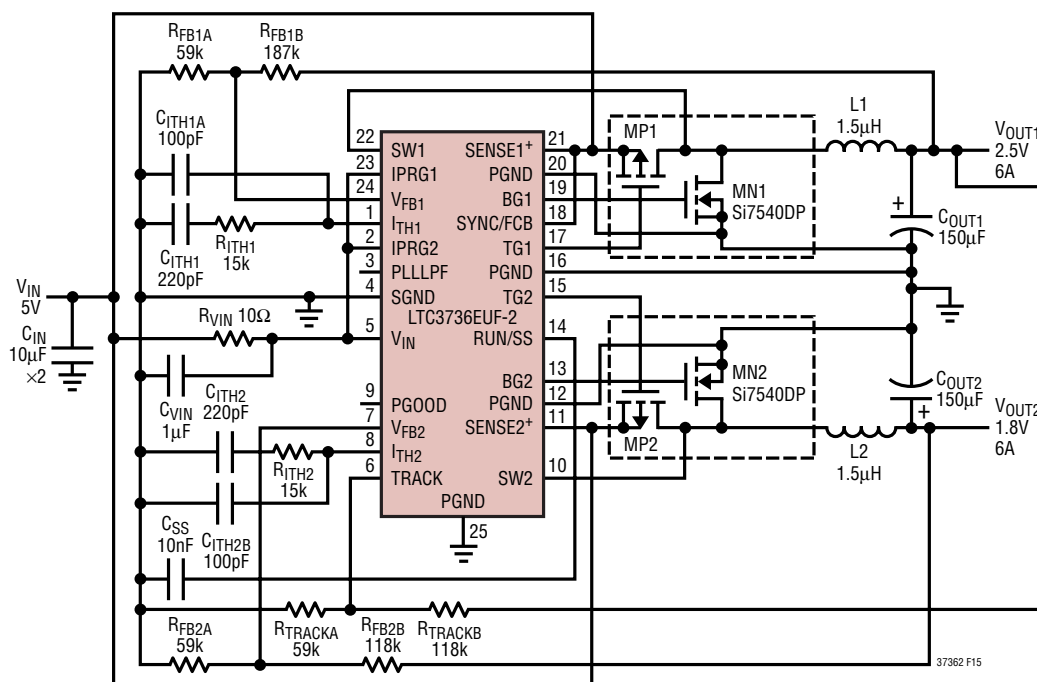 RFB1A
59k
RFB1B
187k
CITH1A
100pF
CITH1
220pF
RITH1
15k
VIN
5V
CIN
10µF
×2
RVIN 10Ω
CVIN
1µF
CITH2
220pF
RITH2
15k
CITH2B
100pF
CSS
10nF
RFB2A
59k
RTRACKA
59k
RFB2B
118k
RTRACKB
118k
22
23
24
1
2
3
4
5
9
7
8
6
SW1
IPRG1
VFB1
ITH1
IPRG2
PLLLPF
SGND
LTC3736EUF-2
VIN
PGOOD
VFB2
ITH2
TRACK
PGND
25
SENSE1+
PGND
BG1
SYNC/FCB
TG1
PGND
TG2
RUN/SS
BG2
PGND
SENSE2+
SW2
21
20
19
18
17
16
15
14
13
12
11
10
MP1
MN1
Si7540DP
L1
1.5µH
VOUT1
2.5V
6A
+
COUT1
150µF
MN2
Si7540DP
MP2
COUT2
150µF
+
L2
1.5µH
VOUT2
1.8V
6A
37362 F15